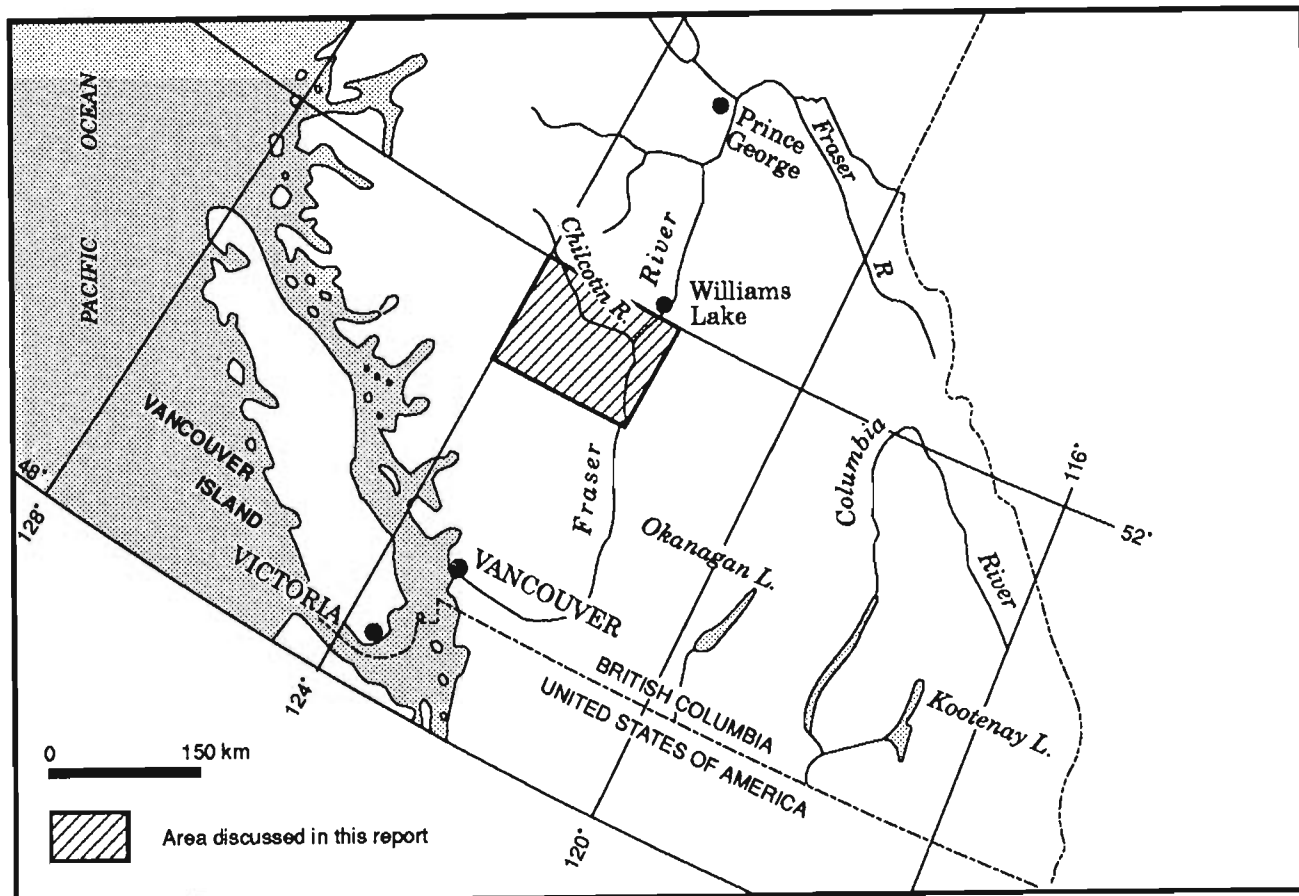 PACIFIC OCEAN
Prince
George
Fraser
R
Chilcotin R.
River
Williams
Lake
VANCOUVER
ISLAND
48°
128°
VICTORIA
VANCOUVER
Fraser
Okanagan L.
Columbia
River
116°
52°
Kootenay L.
BRITISH COLUMBIA
UNITED STATES OF AMERICA
124°
120°
0 150 km
Area discussed in this report